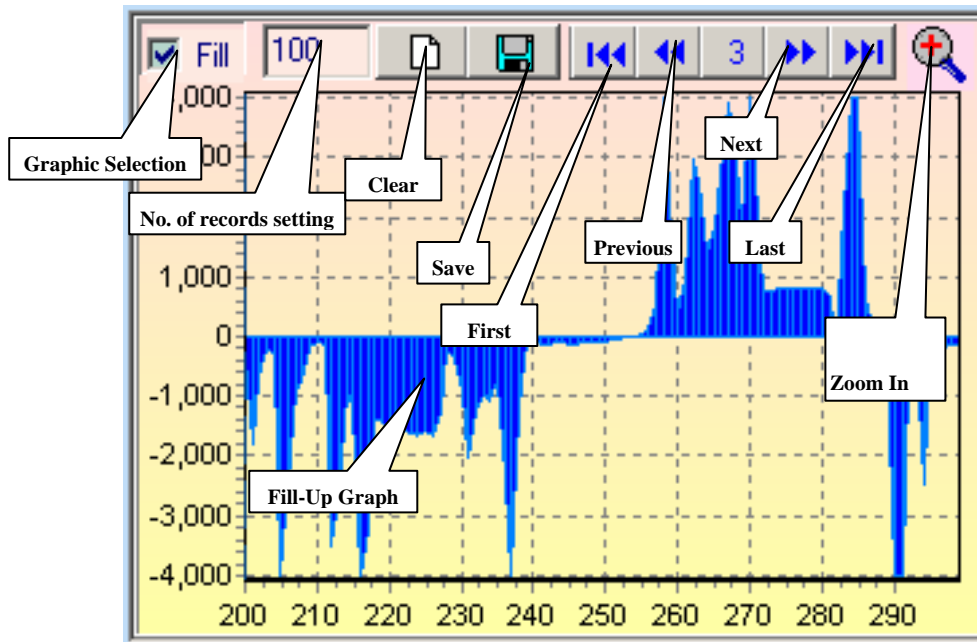 Fill 100 3
,000
Graphic Selection
Next
,000
Clear
No. of records setting
Previous
Last
Save
1,000
First
0
Zoom In
-1,000
-2,000
Fill-Up Graph
-3,000
-4,000
200 210 220 230 240 250 260 270 280 290